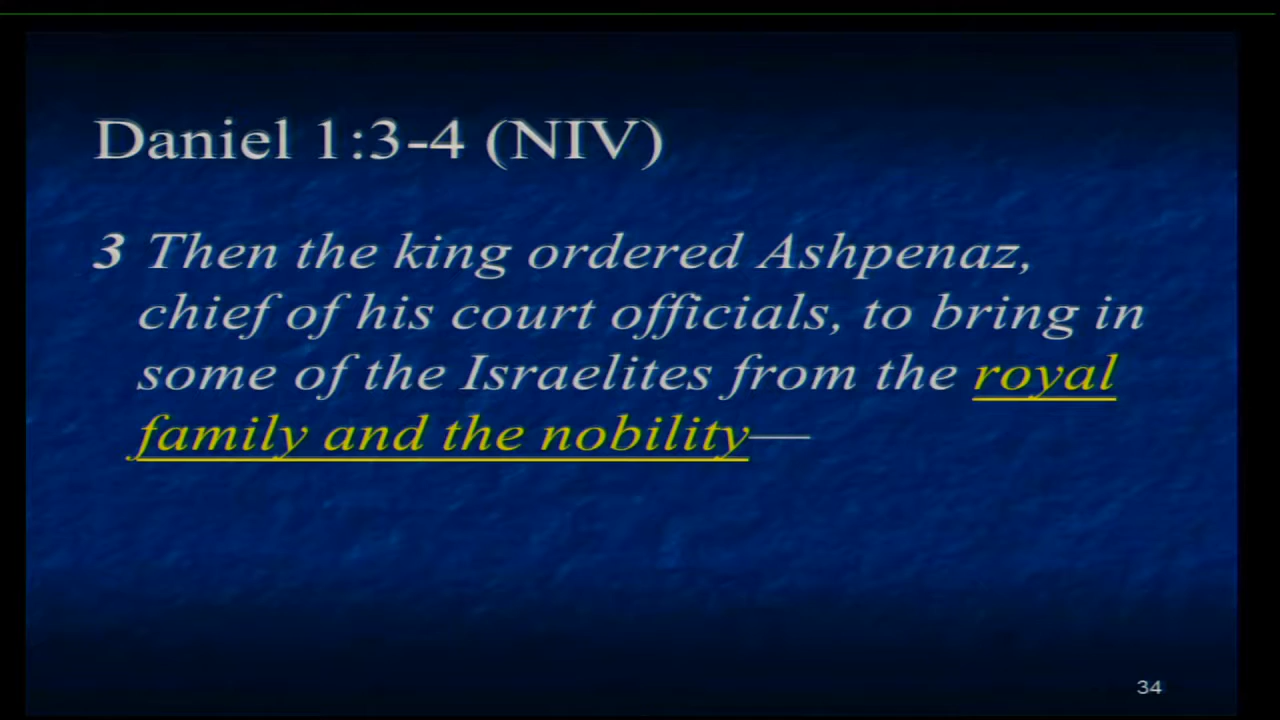 Daniel 1:3-4 (NIV)
3 Then the king ordered Ashpenaz,
chief of his court officials, to bring in
some of the Israelites from the royal
family and the nobility—
34